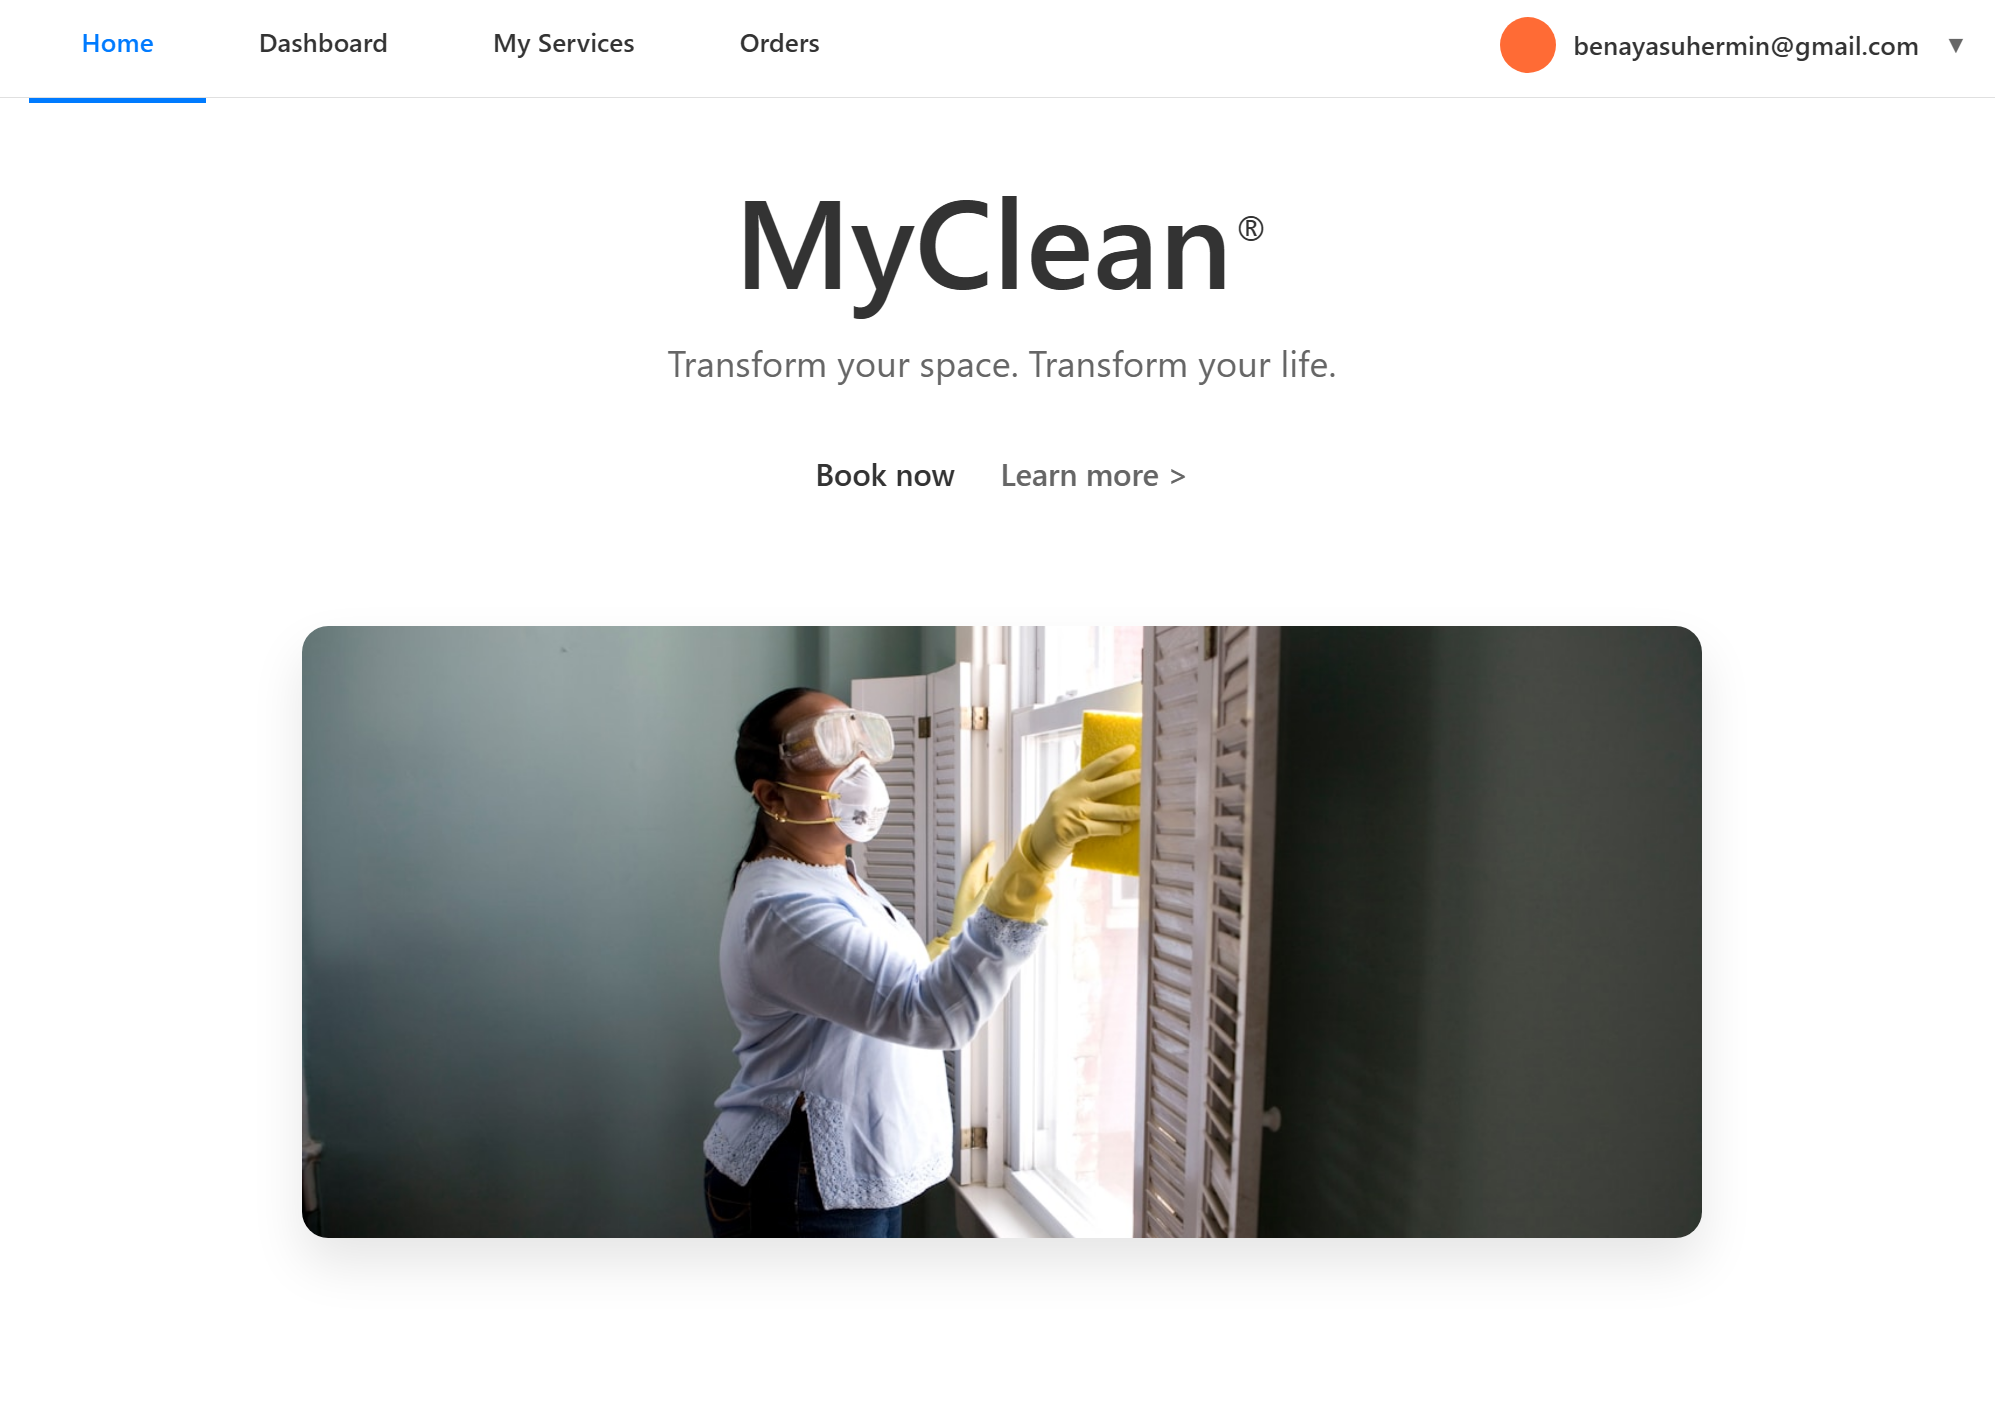 Home Dashboard My Services Orders benayasuhermin@gmail.com ▼
MyClean®
Transform your space. Transform your life.
Book now Learn more >